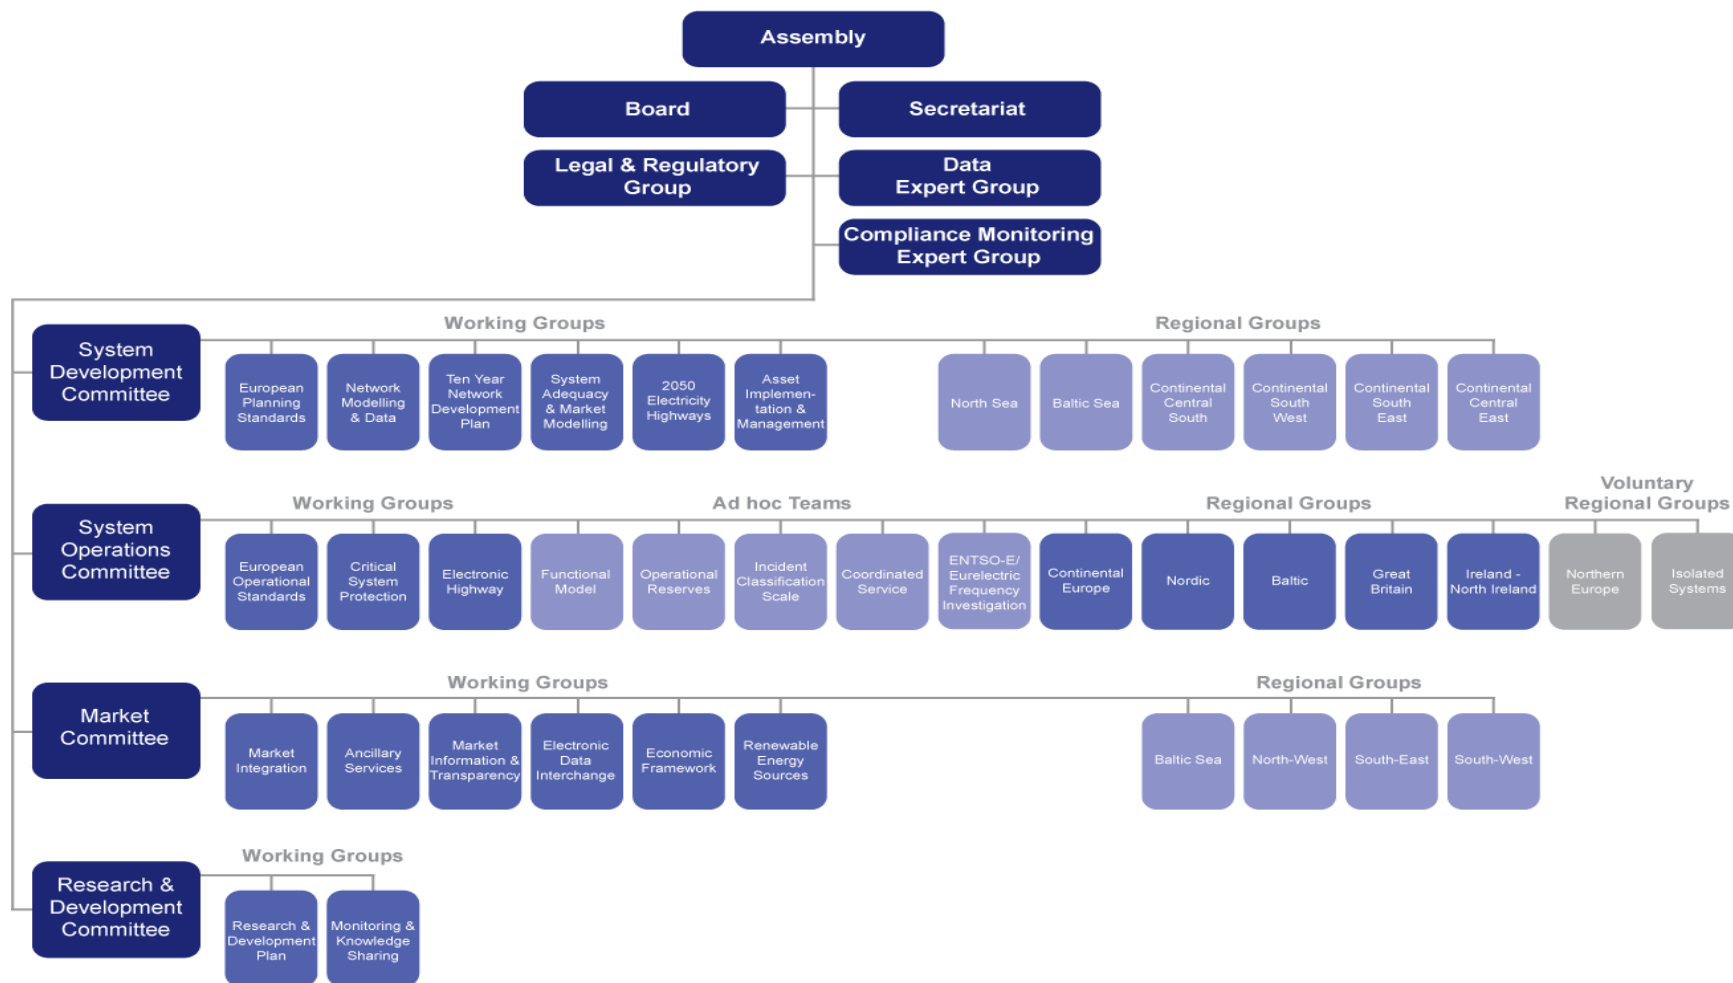 Assembly
Board
Secretariat
Legal & Regulatory
Group
Data
Expert Group
Compliance Monitoring
Expert Group
System
Development
Committee
Working Groups
European
Planning
Standards
Network
Modelling
& Data
Ten Year
Network
Development
Plan
System
Adequacy
& Market
Modelling
2050
Electricity
Highways
Asset
Implemen-
tation &
Management
Regional Groups
North Sea
Baltic Sea
Continental
Central
South
Continental
South
West
Continental
South
East
Continental
Central
East
System
Operations
Committee
Working Groups
European
Operational
Standards
Critical
System
Protection
Electronic
Highway
Ad hoc Teams
Functional
Model
Operational
Reserves
Incident
Classification
Scale
Coordinated
Service
ENTSO-E/
Eurelectric
Frequency
Investigation
Regional Groups
Continental
Europe
Nordic
Baltic
Great
Britain
Ireland -
North Ireland
Voluntary
Regional Groups
Northern
Europe
Isolated
Systems
Market
Committee
Working Groups
Market
Integration
Ancillary
Services
Market
Information &
Transparency
Electronic
Data
Interchange
Economic
Framework
Renewable
Energy
Sources
Regional Groups
Baltic Sea
North-West
South-East
South-West
Research &
Development
Committee
Working Groups
Research &
Development
Plan
Monitoring &
Knowledge
Sharing